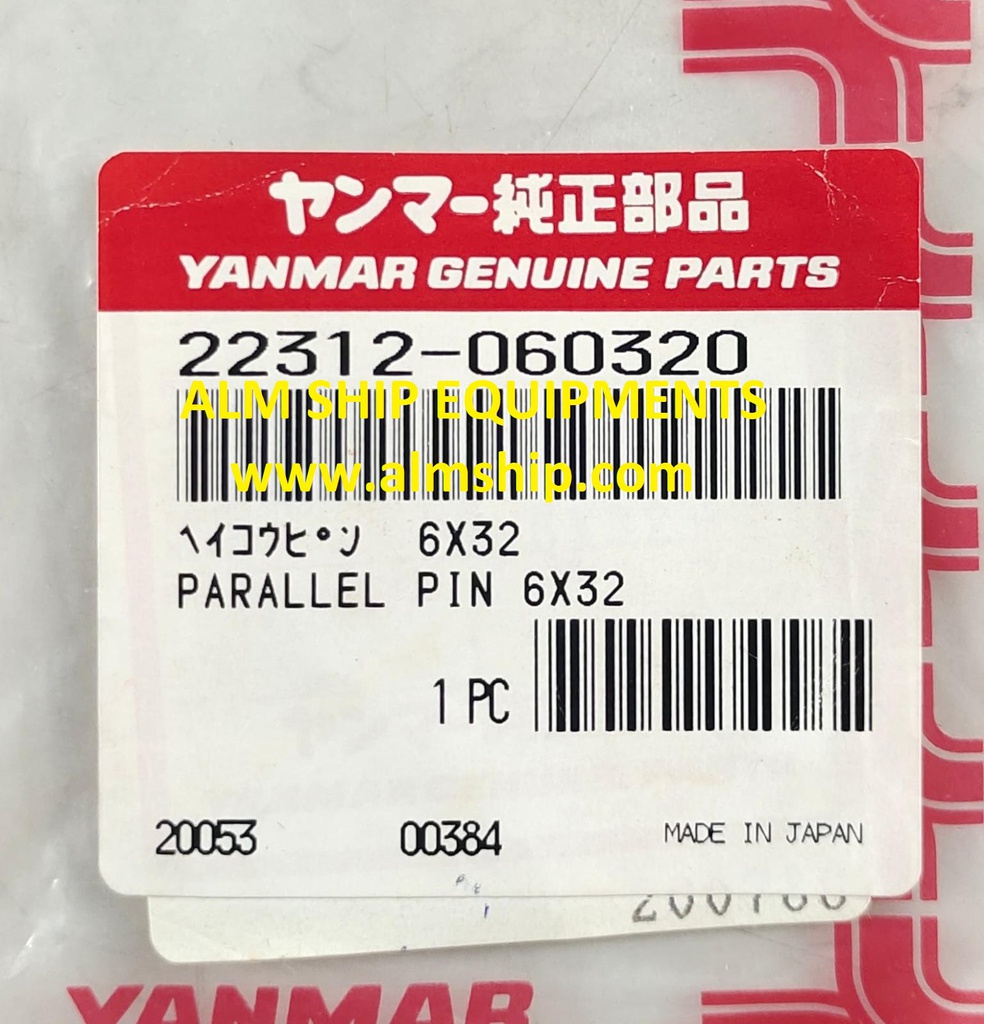 ヤンマー純正部品
YANMAR GENUINE PARTS
22312-060320
ALM SHIP EQUIPMENTS
www.almship.com
ヘイコウピン 6X32
PARALLEL PIN 6X32
1 PC
20053 00384 MADE IN JAPAN
YANMAR